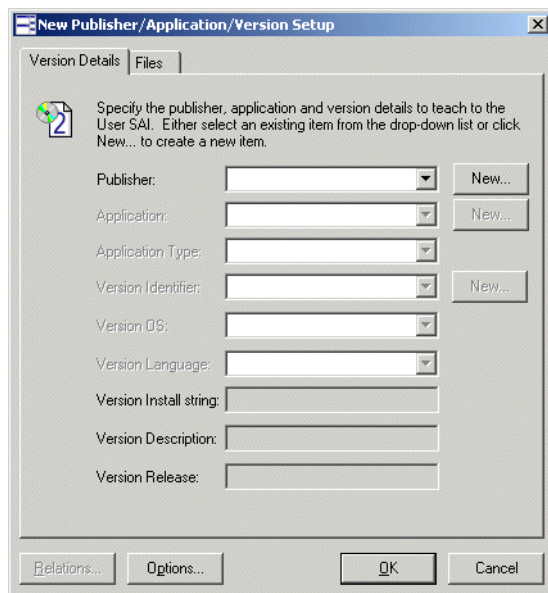 New Publisher/Application/Version Setup
Version Details
Files
2
Specify the publisher, application and version details to teach to the
User SAI. Either select an existing item from the drop-down list or click
New... to create a new item.
Publisher:
New...
Application:
New...
Application Type:
Version Identifier:
New...
Version OS:
Version Language:
Version Install string:
Version Description:
Version Release:
Relations...
Options...
OK
Cancel